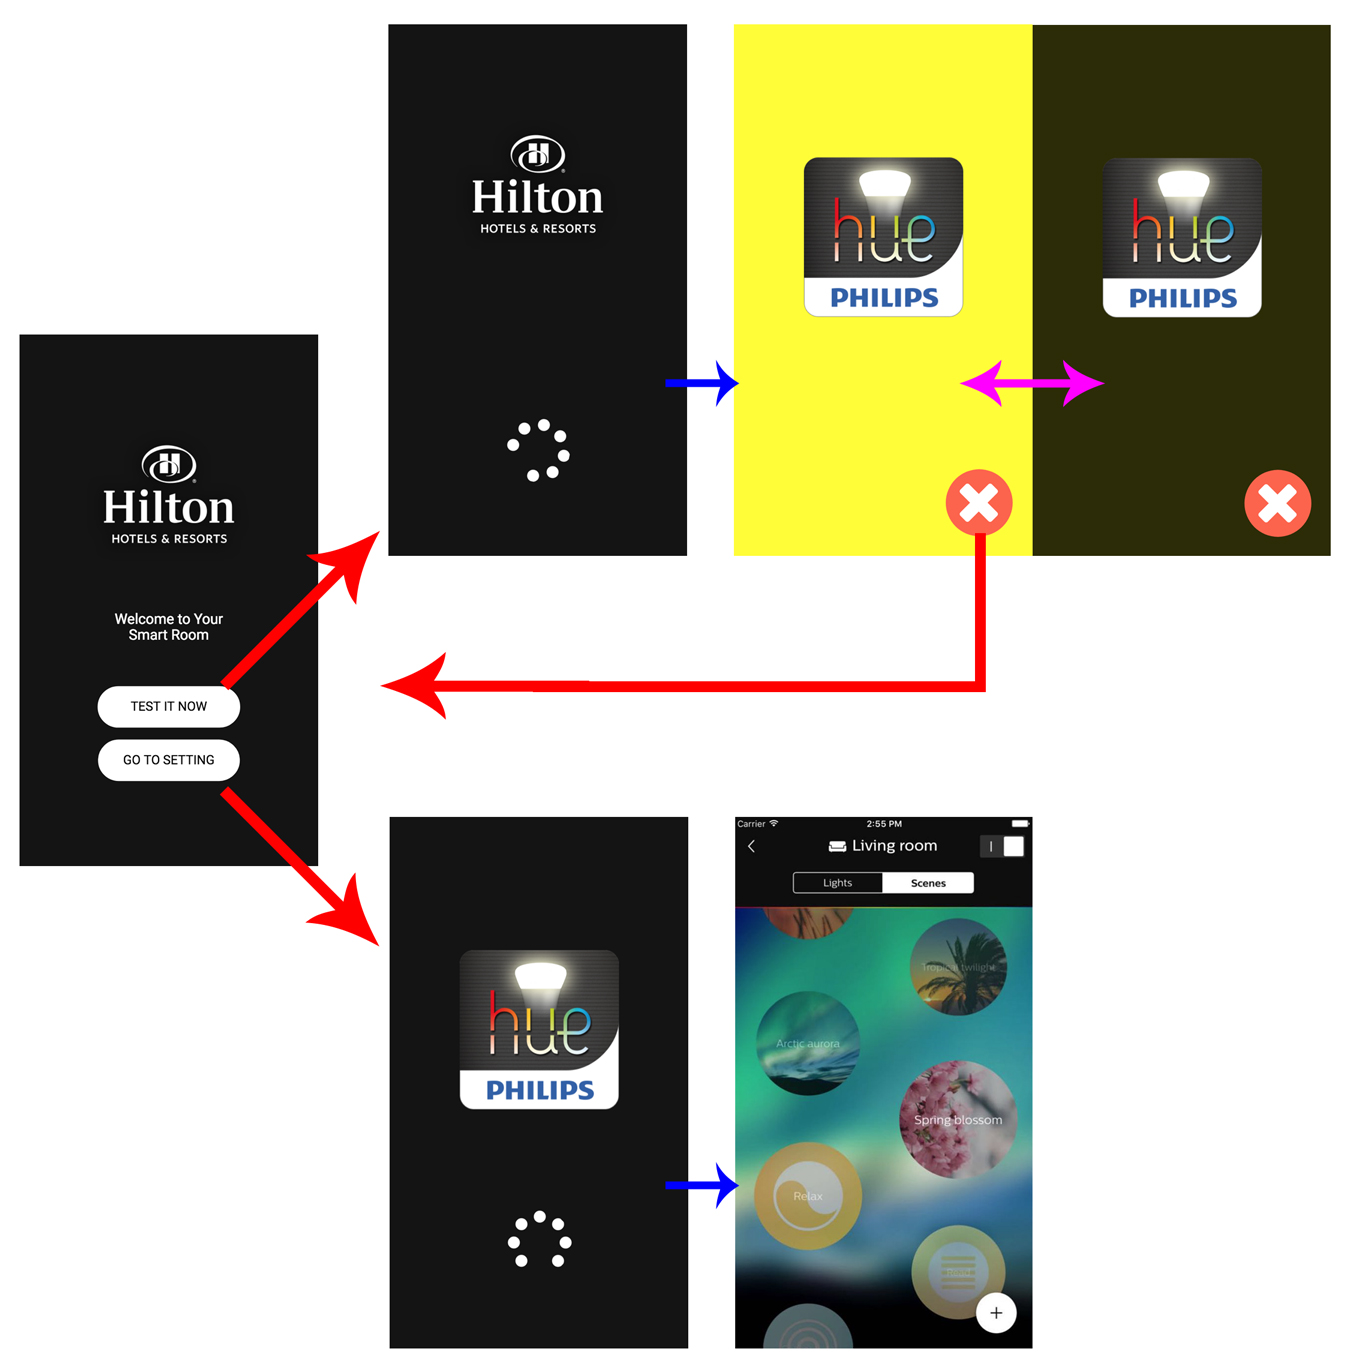 Hilton
HOTELS & RESORTS
Welcome to Your
Smart Room
TEST IT NOW
GO TO SETTING
Hilton
HOTELS & RESORTS
hue
PHILIPS
hue
PHILIPS
hue
PHILIPS
Carrier 2:55 PM
Living room
Lights Scenes
Tropical twilight
Arctic aurora
Spring blossom
Relax
Read